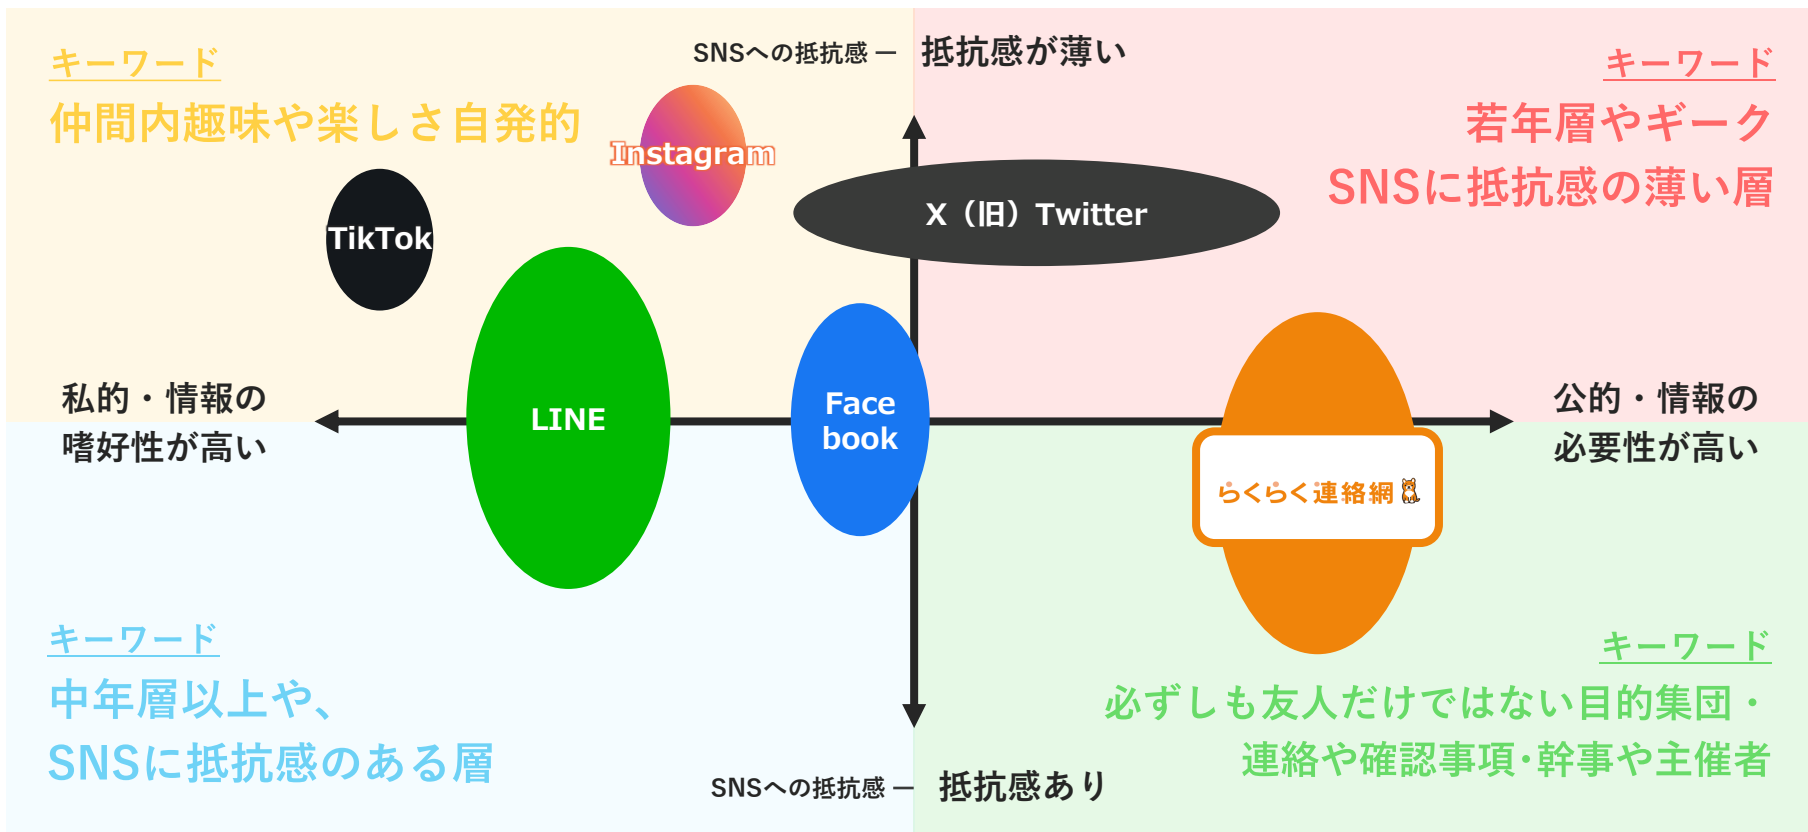 SNSへの抵抗感 ー 抵抗感が薄い
キーワード
仲間内趣味や楽しさ自発的
キーワード
若年層やギーク
SNSに抵抗感の薄い層
Instagram
TikTok
X（旧）Twitter
LINE
Face
book
私的・情報の
嗜好性が高い
公的・情報の
必要性が高い
らくらく連絡網
キーワード
中年層以上や、
SNSに抵抗感のある層
キーワード
必ずしも友人だけではない目的集団・
連絡や確認事項・幹事や主催者
SNSへの抵抗感 ー 抵抗感あり